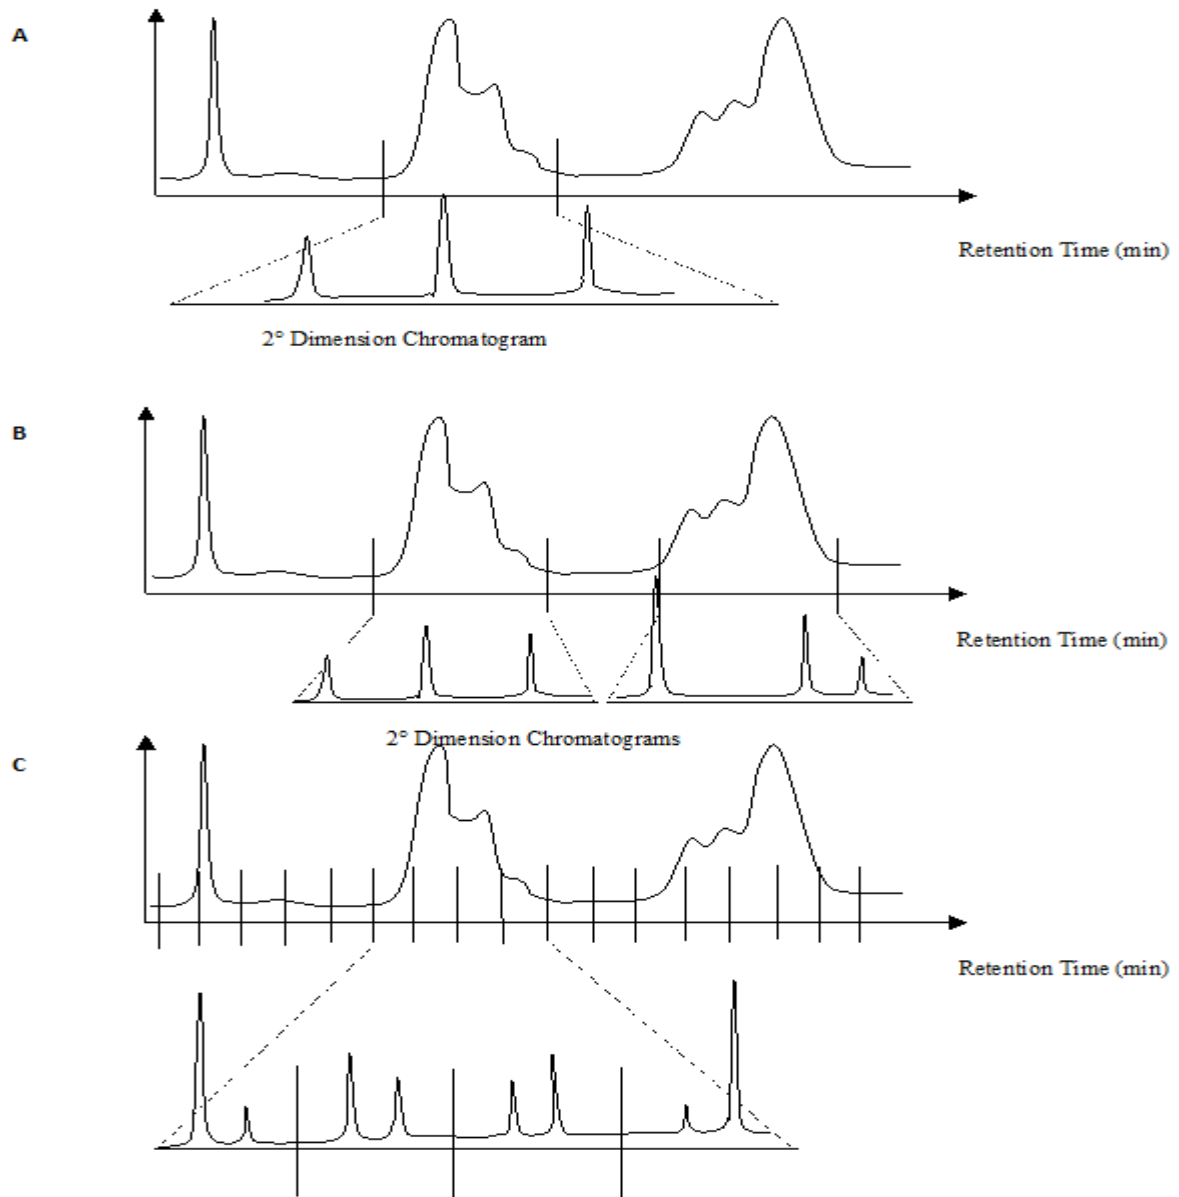 A
Retention Time (min)
2° Dimension Chromatogram
B
Retention Time (min)
2° Dimension Chromatograms
C
Retention Time (min)